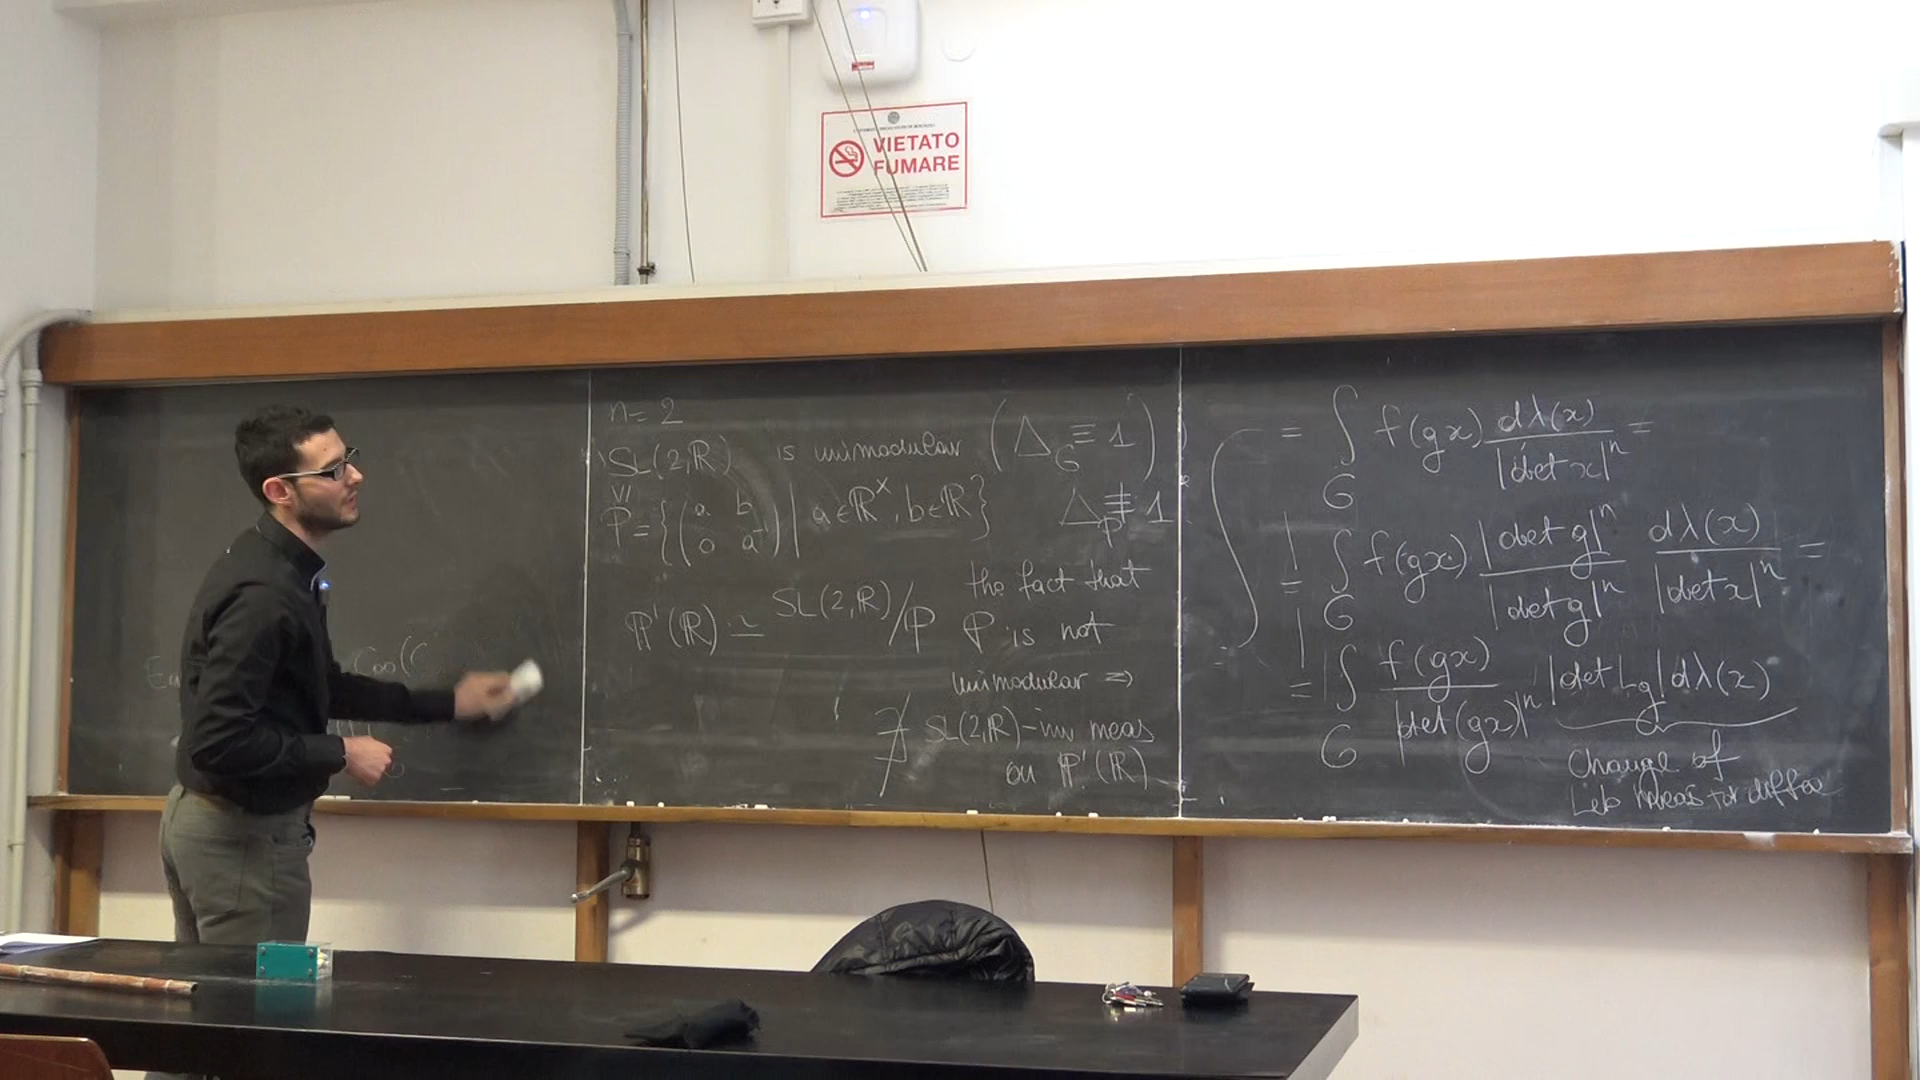 VIETATO
FUMARE
n=2
SL(2,ℝ) is unimodular (Δ_G ≡ 1)
VI
P = {(a b 0 a⁻¹) | a∈ℝ^×, b∈ℝ} Δ_P ≢ 1
ℙ¹(ℝ) ≃ SL(2,ℝ)/P
the fact that
P is not
unimodular ⇒
∄ SL(2,ℝ)-inv meas
on ℙ¹(ℝ)
= ∫_G f(gx) dλ(x)/|det x|ⁿ =
= ∫_G f(gx) |det g|ⁿ/|det g|ⁿ dλ(x)/|det x|ⁿ =
= ∫_G f(gx)/|det(gx)|ⁿ |det L_g| dλ(x)
Change of
Leb meas for diffeo